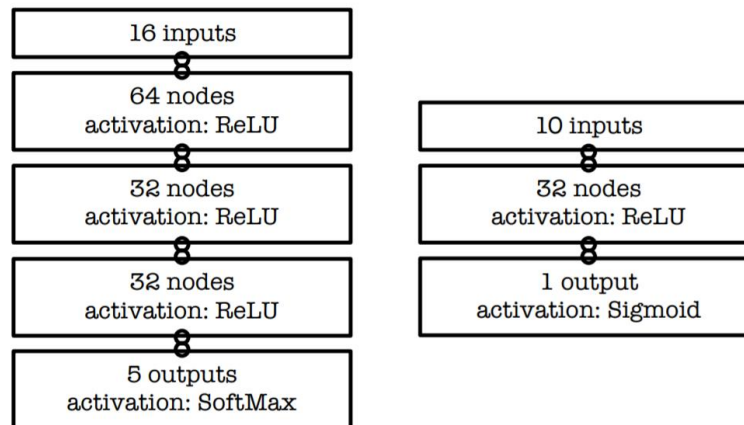 16 inputs
64 nodes
activation: ReLU
32 nodes
activation: ReLU
32 nodes
activation: ReLU
5 outputs
activation: SoftMax
10 inputs
32 nodes
activation: ReLU
1 output
activation: Sigmoid